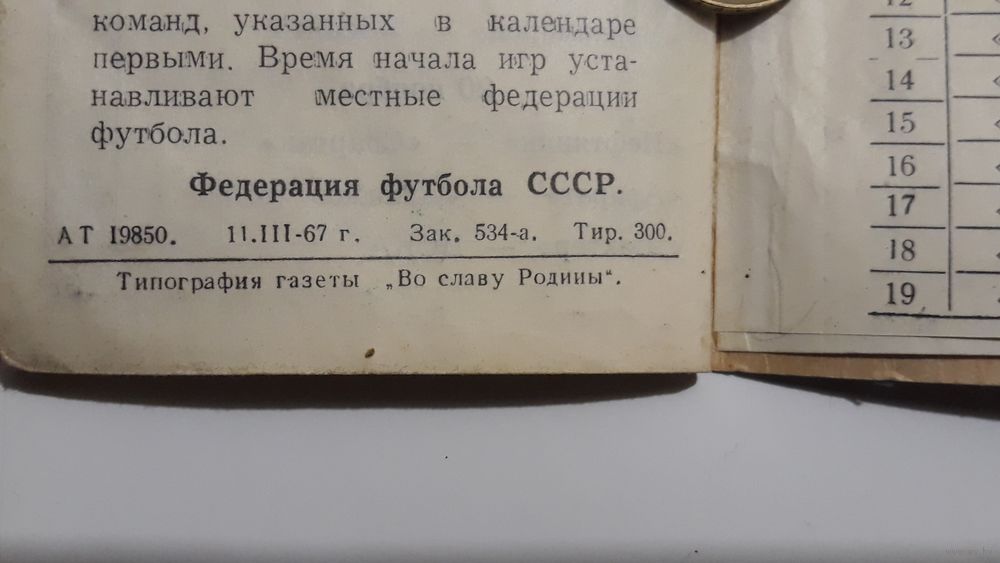 команд, указанных в календаре
первыми. Время начала игр уста-
навливают местные федерации
футбола.
Федерация футбола СССР.
АТ 19850. 11.III-67 г. Зак. 534-а. Тир. 300.
Типография газеты „Во славу Родины“.
12
13
14
15
16
17
18
19